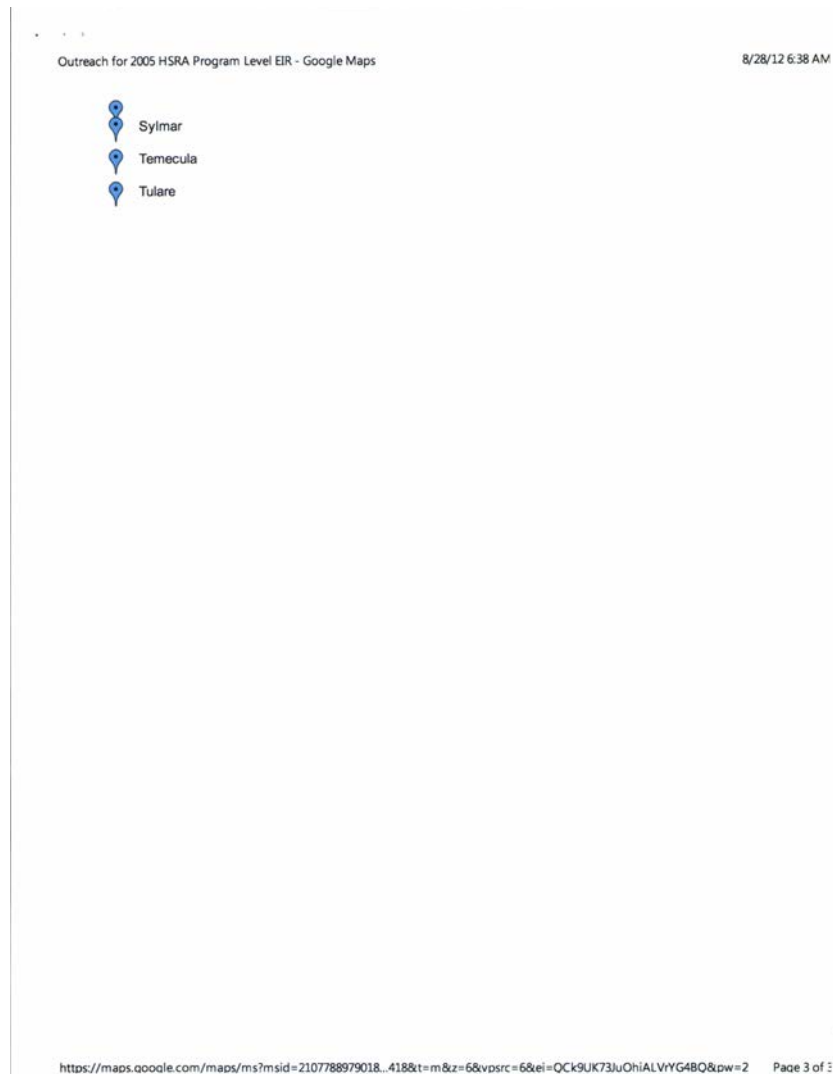 Outreach for 2005 HSRA Program Level EIR - Google Maps 8/28/12 6:38 AM
Sylmar
Temecula
Tulare
https://maps.google.com/maps/ms?msid=2107788979018...418&t=m&z=6&vpsrc=6&ei=QCk9UK73JuOhiALVrYG4BQ&pw=2 Page 3 of